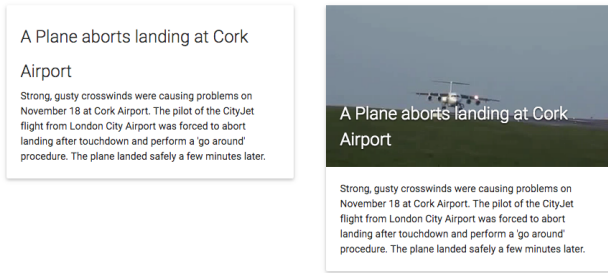 A Plane aborts landing at Cork
Airport
Strong, gusty crosswinds were causing problems on
November 18 at Cork Airport. The pilot of the CityJet
flight from London City Airport was forced to abort
landing after touchdown and perform a 'go around'
procedure. The plane landed safely a few minutes later.
A Plane aborts landing at Cork
Airport
Strong, gusty crosswinds were causing problems on
November 18 at Cork Airport. The pilot of the CityJet
flight from London City Airport was forced to abort
landing after touchdown and perform a 'go around'
procedure. The plane landed safely a few minutes later.